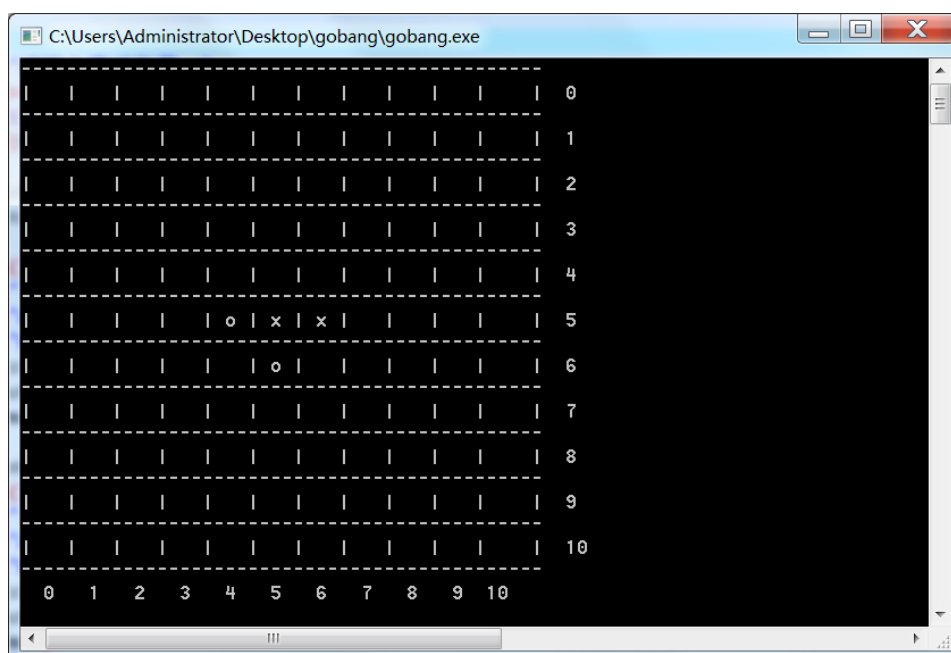 C:\Users\Administrator\Desktop\gobang\gobang.exe
-----------------------------------------------
|   |   |   |   |   |   |   |   |   |   |    |  0
-----------------------------------------------
|   |   |   |   |   |   |   |   |   |   |    |  1
-----------------------------------------------
|   |   |   |   |   |   |   |   |   |   |    |  2
-----------------------------------------------
|   |   |   |   |   |   |   |   |   |   |    |  3
-----------------------------------------------
|   |   |   |   |   |   |   |   |   |   |    |  4
-----------------------------------------------
|   |   |   |   | o | x | x |   |   |   |    |  5
-----------------------------------------------
|   |   |   |   |   | o |   |   |   |   |    |  6
-----------------------------------------------
|   |   |   |   |   |   |   |   |   |   |    |  7
-----------------------------------------------
|   |   |   |   |   |   |   |   |   |   |    |  8
-----------------------------------------------
|   |   |   |   |   |   |   |   |   |   |    |  9
-----------------------------------------------
|   |   |   |   |   |   |   |   |   |   |    |  10
-----------------------------------------------
  0   1   2   3   4   5   6   7   8   9  10